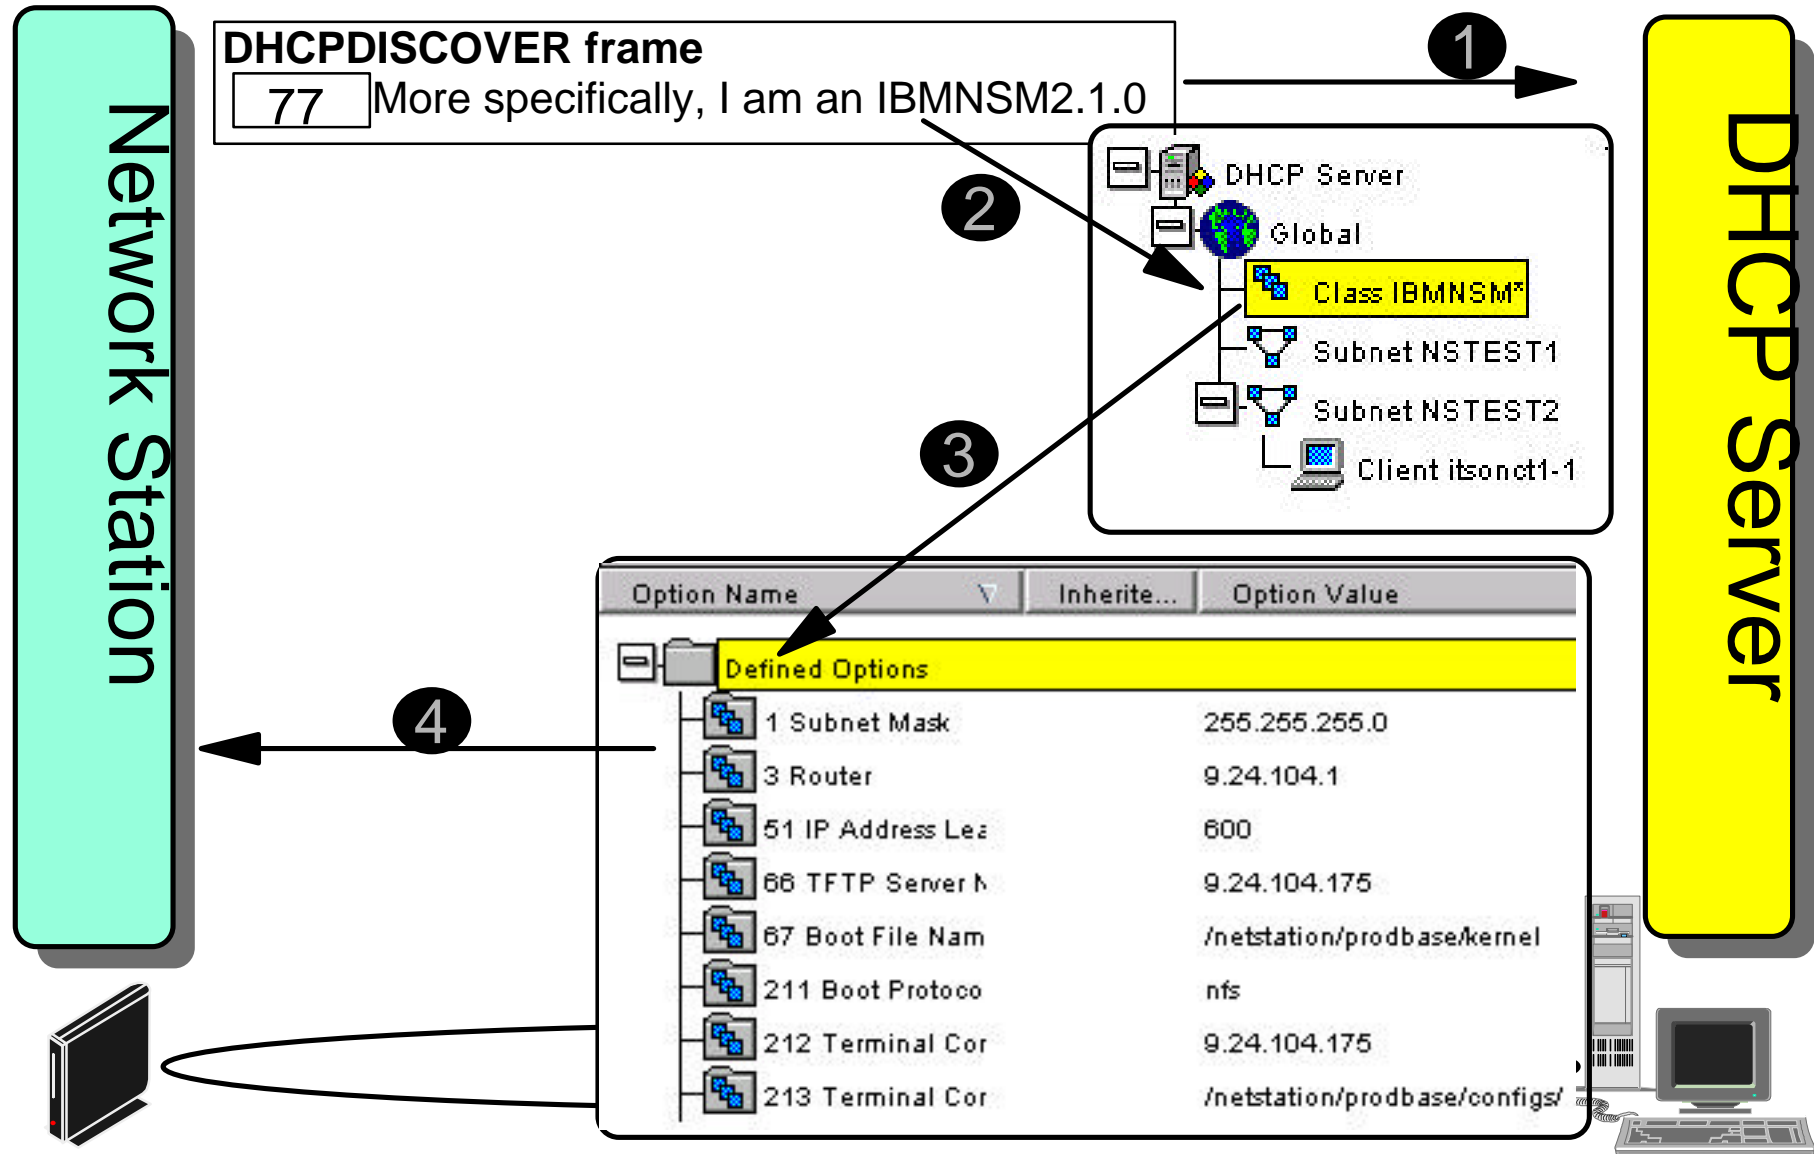 Network Station
DHCPDISCOVER frame
77 More specifically, I am an IBMNSM2.1.0
1
DHCP Server
DHCP Server
2
Global
Class IBMNSM*
Subnet NSTEST1
Subnet NSTEST2
Client itsonct1-1
3
Option Name Inherite... Option Value
Defined Options
4
1 Subnet Mask 255.255.255.0
3 Router 9.24.104.1
51 IP Address Lea 600
66 TFTP Server N 9.24.104.175
67 Boot File Nam /netstation/prodbase/kernel
211 Boot Protoco nfs
212 Terminal Cor 9.24.104.175
213 Terminal Cor /netstation/prodbase/configs/